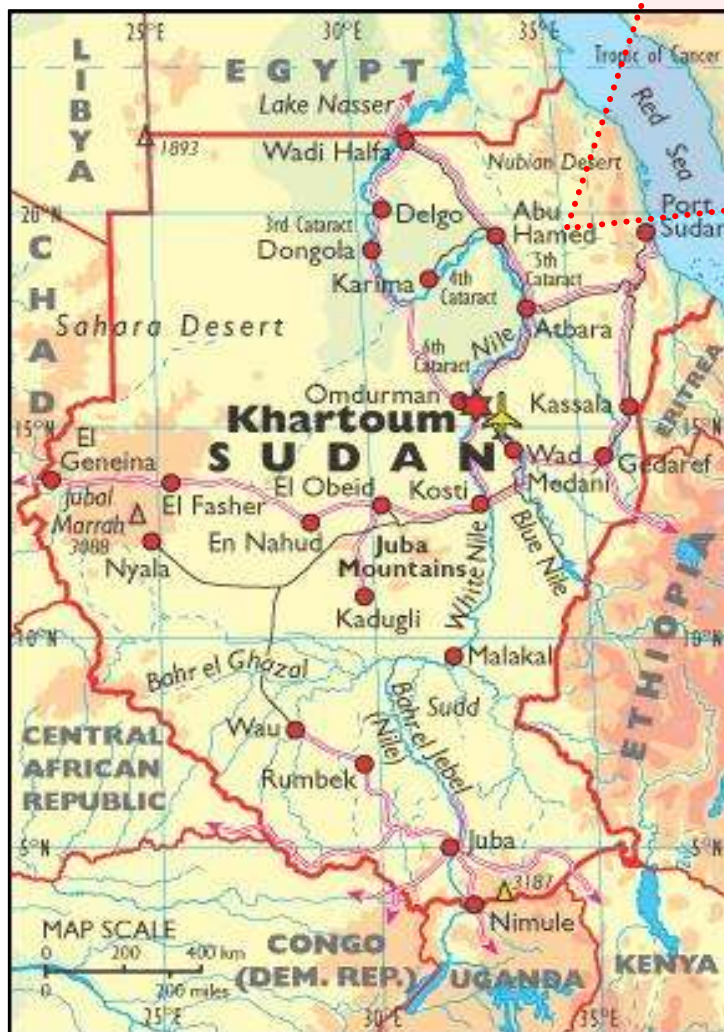 25°E 30°E 35°E
LIBYA
EGYPT
Tropic of Cancer
Lake Nasser
Red Sea
1893
Wadi Halfa
Nubian Desert
20°N
Delgo
Abu
Hamed
Port
Sudan
3rd Cataract
Dongola
Karima
4th
Cataract
5th
Cataract
CHAD
Sahara Desert
Nile
Atbara
6th
Cataract
Omdurman
Khartoum
Kassala
ERITREA
15°N 15°N
El
Geneina
SUDAN
Wad
Medani
Gedaref
Jubal
Marrah
3088
El Fasher
El Obeid
Kosti
En Nahud
Nyala
Juba
Mountains
White Nile
Blue Nile
Kadugli
ETHIOPIA
10°N 10°N
Bahr el Ghazal
Malakal
Sudd
Bahr el Jebel
(Nile)
Wau
CENTRAL
AFRICAN
REPUBLIC
Rumbek
5°N 5°N
Juba
3187
Nimule
MAP SCALE
0 200 400 km
0 200 miles
CONGO
(DEM. REP.)
UGANDA
KENYA
25°E 30°E 35°E